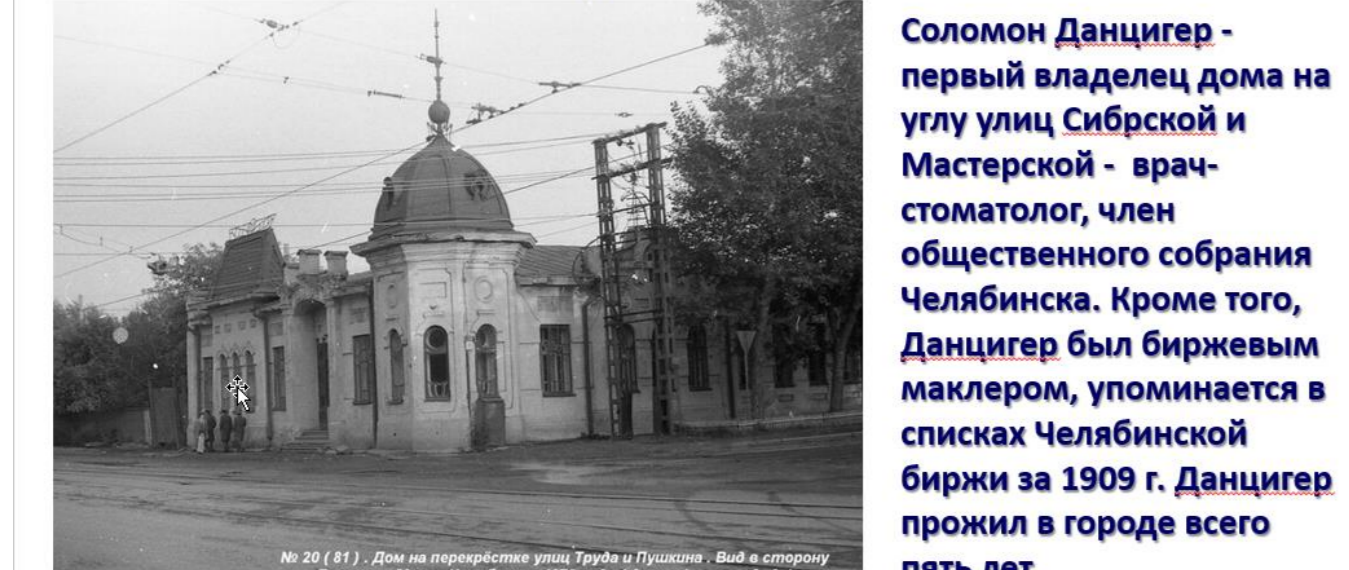 Соломон Данцигер -
первый владелец дома на
углу улиц Сибрской и
Мастерской -  врач-
стоматолог, член
общественного собрания
Челябинска. Кроме того,
Данцигер был биржевым
маклером, упоминается в
списках Челябинской
биржи за 1909 г. Данцигер
прожил в городе всего
пять лет
№ 20 ( 81 ) . Дом на перекрёстке улиц Труда и Пушкина . Вид в сторону